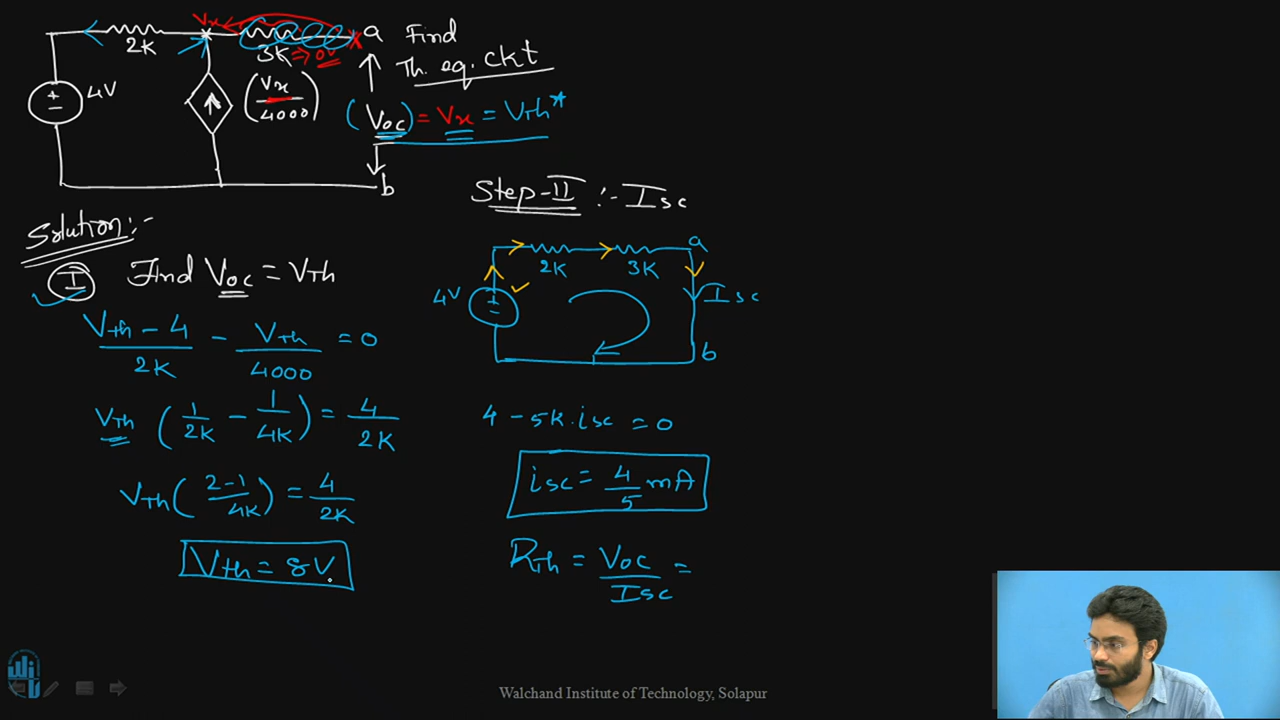 Vx
2K
3K ⇒ 0V
a
Find
Th. eq. ckt
4V
+
-
(Vx/4000)
(Voc) = Vx = VTh*
b
Solution:-
I Find Voc = VTh
(VTh - 4)/2K - VTh/4000 = 0
VTh (1/2K - 1/4K) = 4/2K
VTh ((2-1)/4K) = 4/2K
VTh = 8V
Step-II :- Isc
2K
3K
a
4V
+
-
Isc
b
4 - 5K.isc = 0
isc = 4/5 mA
RTh = Voc/Isc =
Walchand Institute of Technology, Solapur